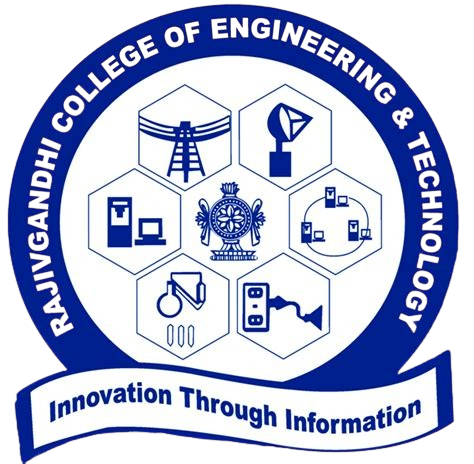 RAJIVGANDHI COLLEGE OF ENGINEERING & TECHNOLOGY
Innovation Through Information